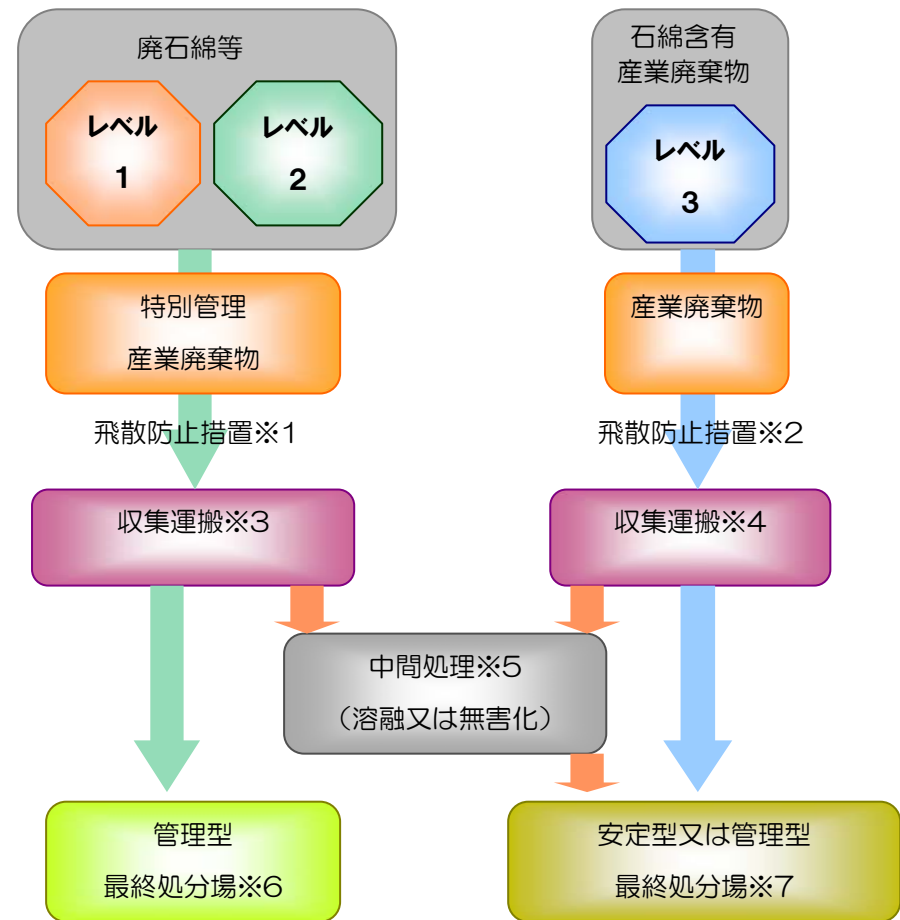 廃石綿等
レベル
1
レベル
2
石綿含有
産業廃棄物
レベル
3
特別管理
産業廃棄物
産業廃棄物
飛散防止措置※1
飛散防止措置※2
収集運搬※3
収集運搬※4
中間処理※5
（溶融又は無害化）
管理型
最終処分場※6
安定型又は管理型
最終処分場※7